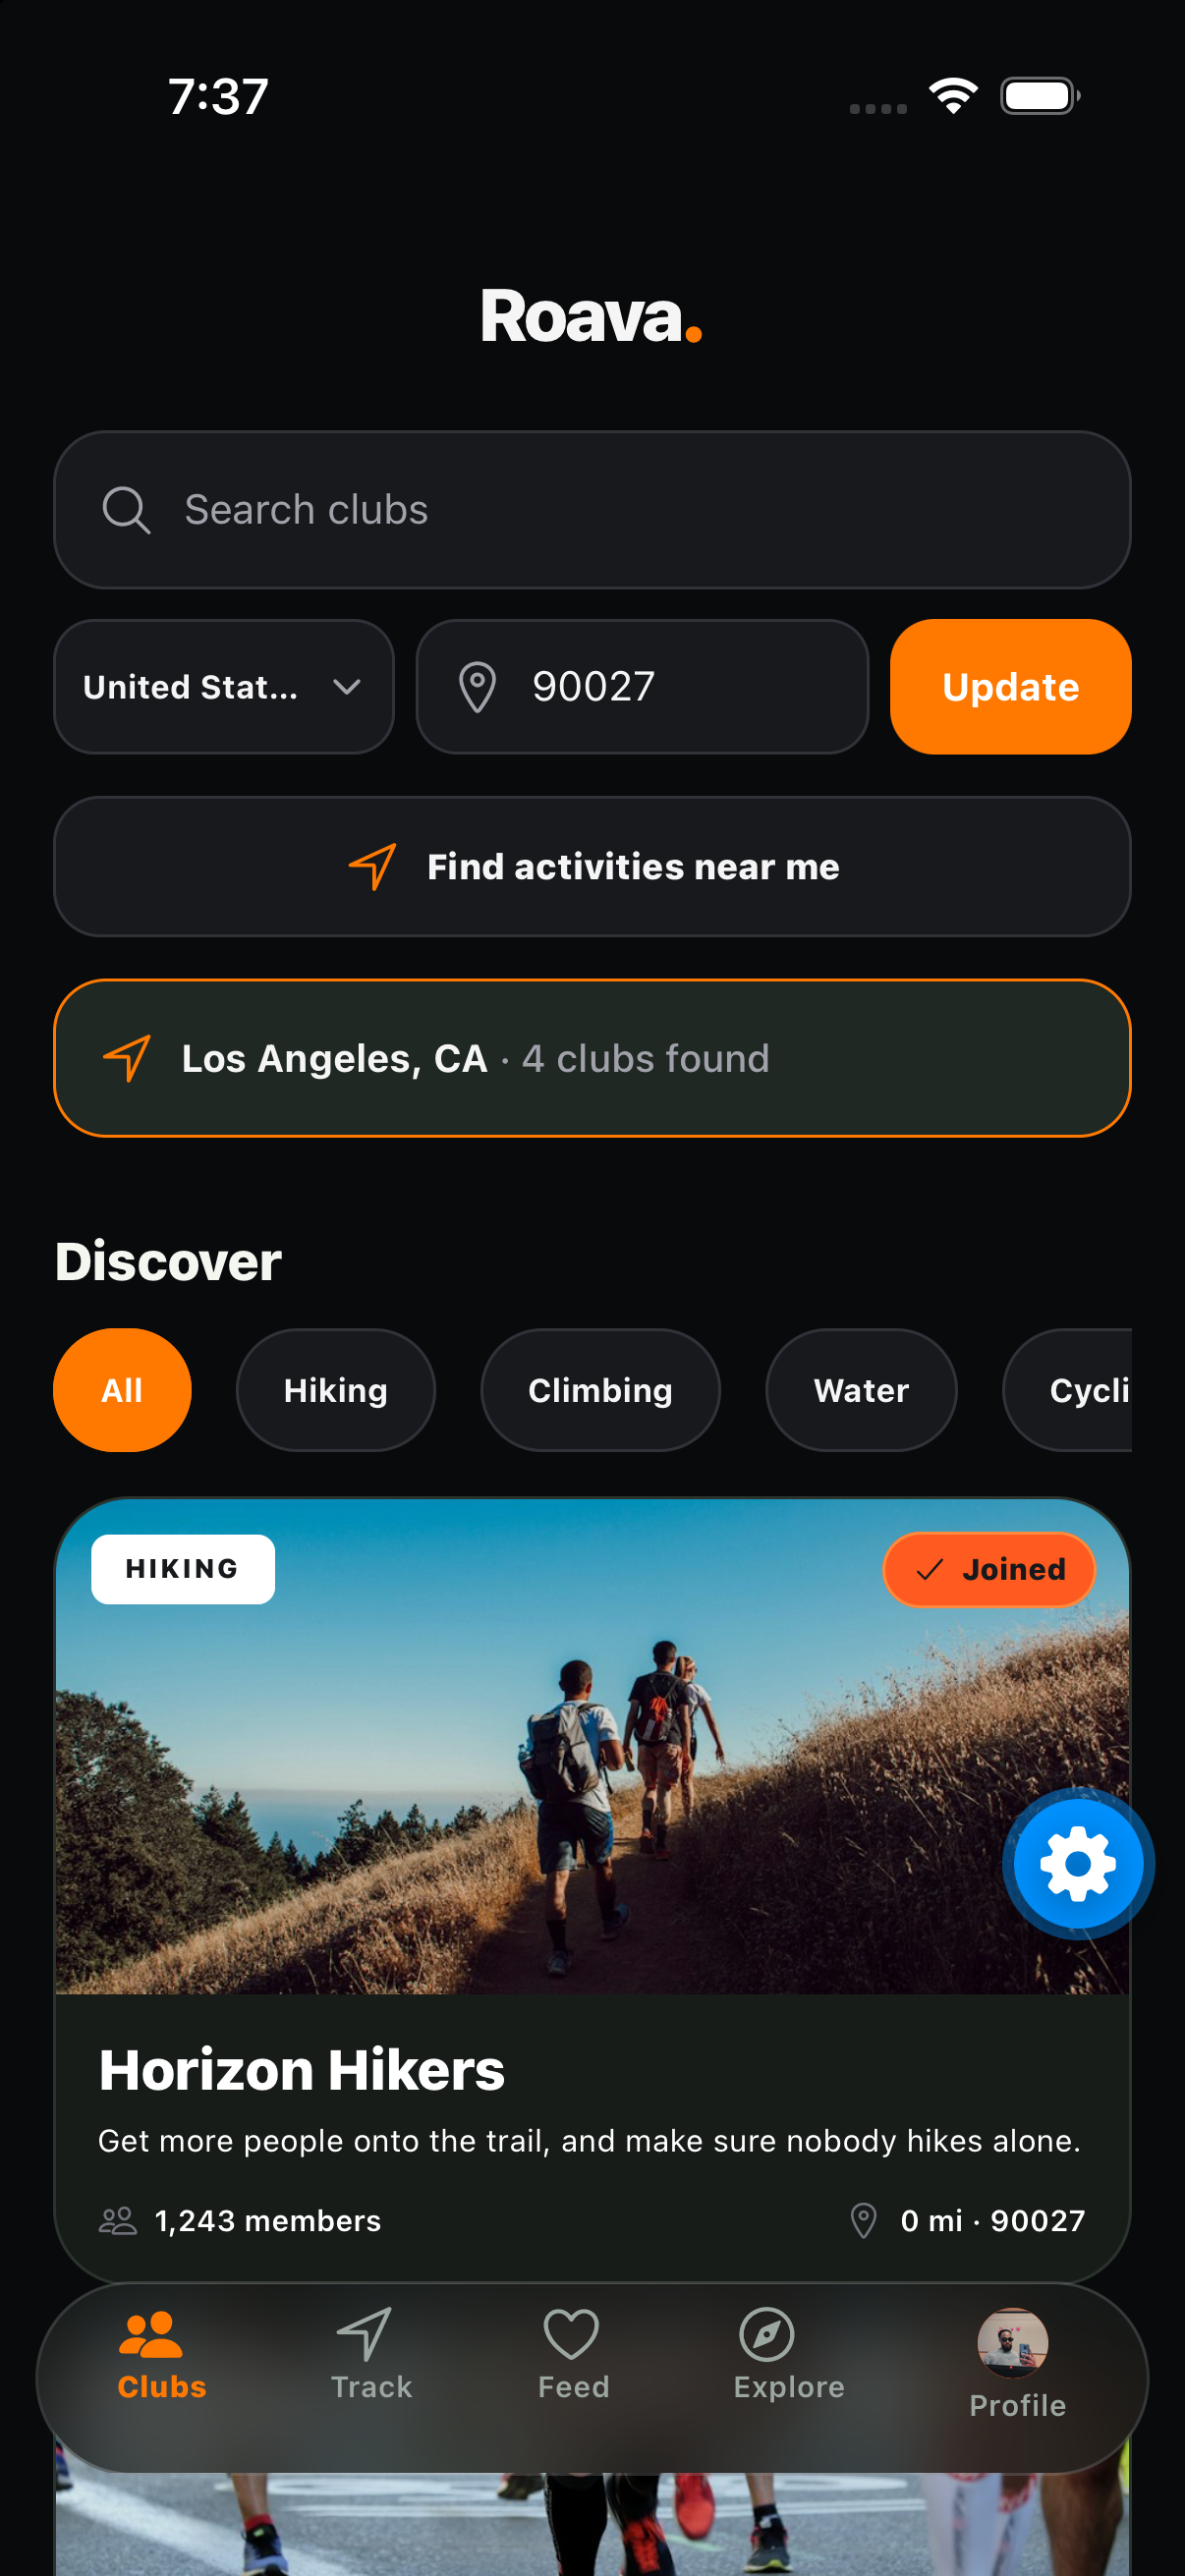 7:37
Roava.
Search clubs
United Stat... 90027 Update
Find activities near me
Los Angeles, CA · 4 clubs found
Discover
All Hiking Climbing Water Cycli
HIKING Joined
Horizon Hikers
Get more people onto the trail, and make sure nobody hikes alone.
1,243 members 0 mi · 90027
Clubs Track Feed Explore Profile